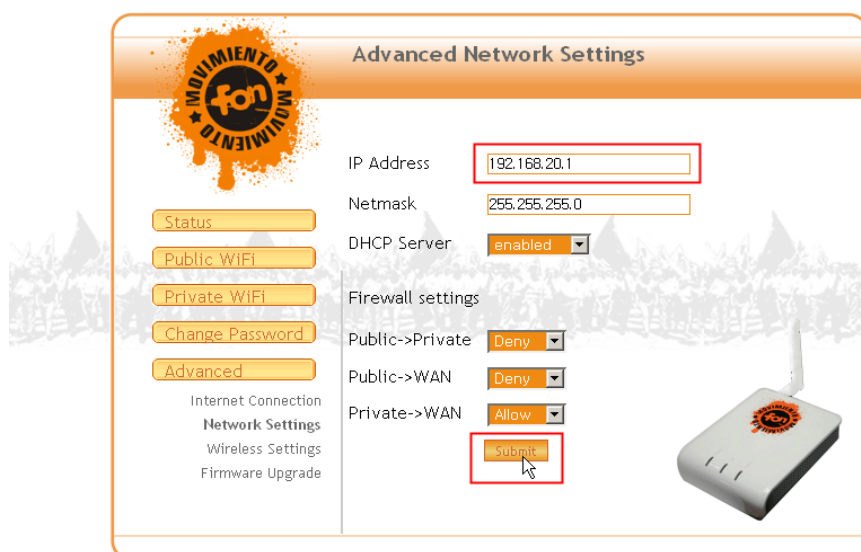 MOVIMIENTO
fon
MOVIMIENTO
Advanced Network Settings
IP Address 192.168.20.1
Netmask 255.255.255.0
DHCP Server enabled
Status
Public WiFi
Private WiFi
Change Password
Advanced
Internet Connection
Network Settings
Wireless Settings
Firmware Upgrade
Firewall settings
Public->Private Deny
Public->WAN Deny
Private->WAN Allow
Submit